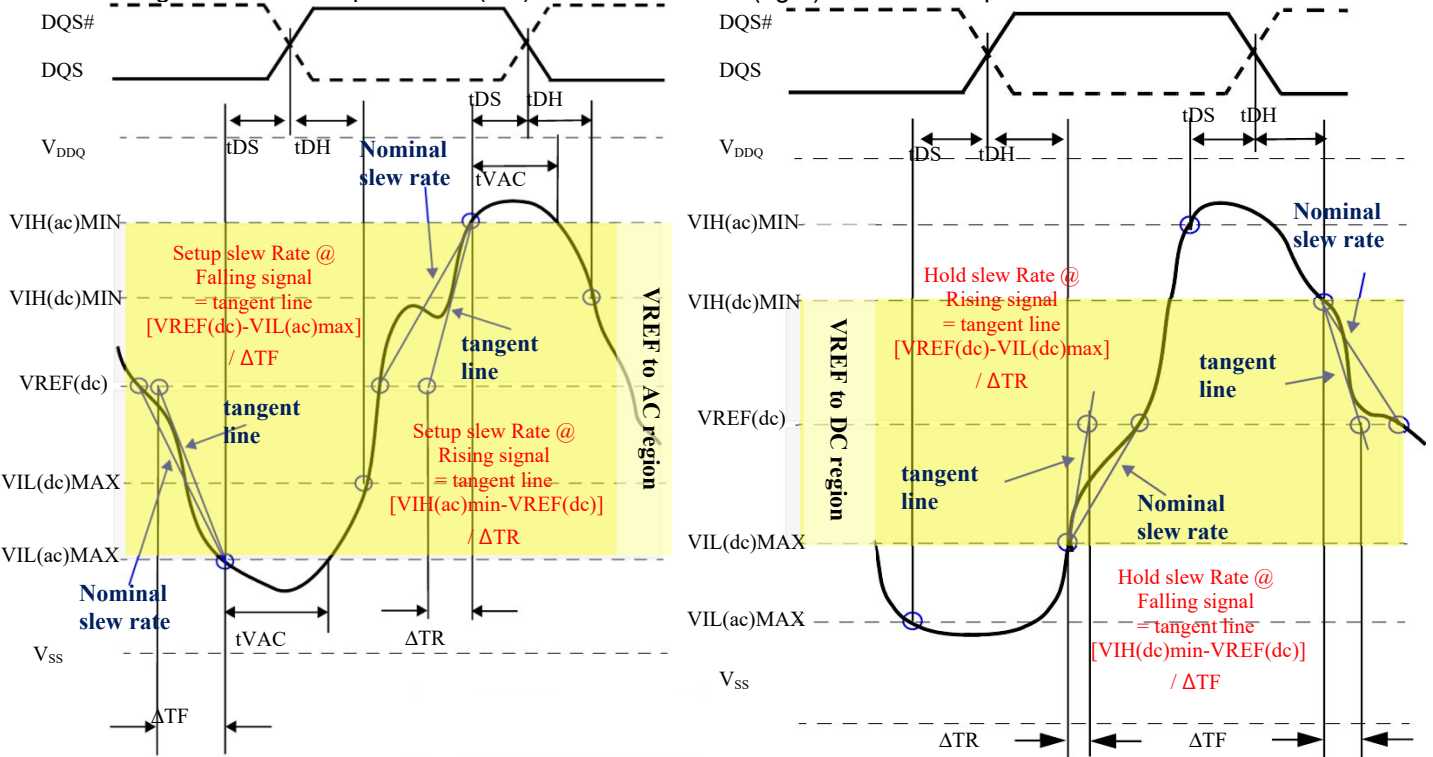 DQS#
DQS
tDS
tDH
tDS
tDH
VDDQ
Nominal
slew rate
tVAC
VIH(ac)MIN
Setup slew Rate @
Falling signal
= tangent line
[VREF(dc)-VIL(ac)max]
/ ΔTF
VIH(dc)MIN
VREF(dc)
tangent
line
tangent
line
Setup slew Rate @
Rising signal
= tangent line
[VIH(ac)min-VREF(dc)]
/ ΔTR
VREF to AC region
VIL(dc)MAX
VIL(ac)MAX
Nominal
slew rate
tVAC
ΔTR
VSS
ΔTF
DQS#
DQS
tDS
tDH
tDS
tDH
VDDQ
VIH(ac)MIN
Nominal
slew rate
Hold slew Rate @
Rising signal
= tangent line
[VREF(dc)-VIL(dc)max]
/ ΔTR
VIH(dc)MIN
VREF to DC region
tangent
line
VREF(dc)
tangent
line
Nominal
slew rate
VIL(dc)MAX
Hold slew Rate @
Falling signal
= tangent line
[VIH(dc)min-VREF(dc)]
/ ΔTF
VIL(ac)MAX
VSS
ΔTR
ΔTF